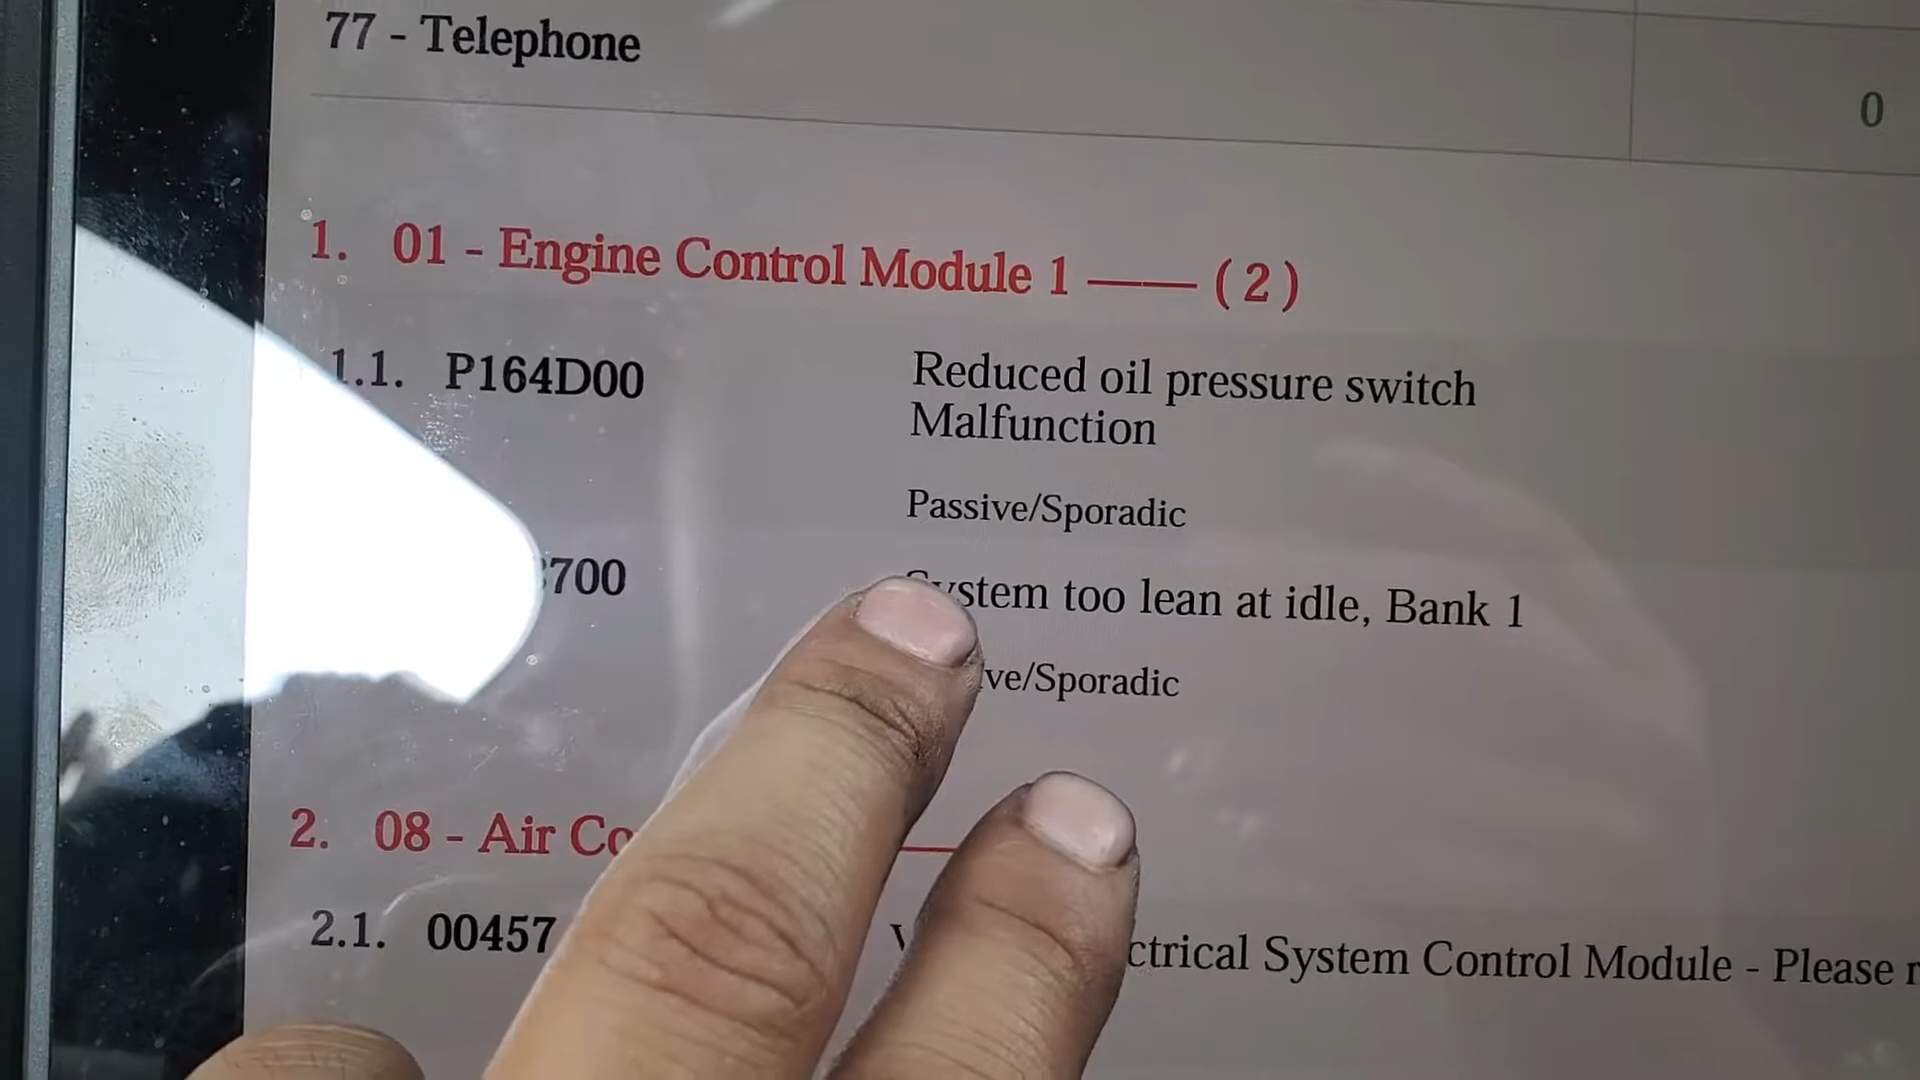 77 - Telephone
0
1. 01 - Engine Control Module 1 —— ( 2 )
1.1. P164D00 Reduced oil pressure switch
Malfunction
Passive/Sporadic
700 System too lean at idle, Bank 1
ve/Sporadic
2. 08 - Air Co
2.1. 00457 ctrical System Control Module - Please